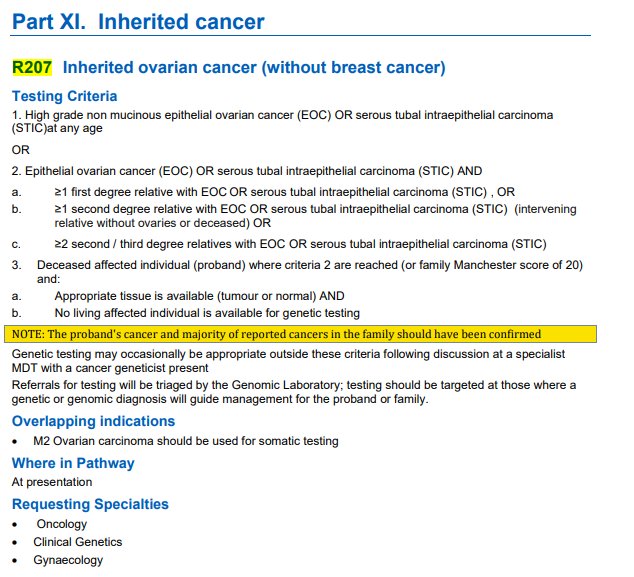 Part XI. Inherited cancer
R207 Inherited ovarian cancer (without breast cancer)
Testing Criteria
1. High grade non mucinous epithelial ovarian cancer (EOC) OR serous tubal intraepithelial carcinoma
(STIC)at any age
OR
2. Epithelial ovarian cancer (EOC) OR serous tubal intraepithelial carcinoma (STIC) AND
a. ≥1 first degree relative with EOC OR serous tubal intraepithelial carcinoma (STIC) , OR
b. ≥1 second degree relative with EOC OR serous tubal intraepithelial carcinoma (STIC) (intervening
relative without ovaries or deceased) OR
c. ≥2 second / third degree relatives with EOC OR serous tubal intraepithelial carcinoma (STIC)
3. Deceased affected individual (proband) where criteria 2 are reached (or family Manchester score of 20)
and:
a. Appropriate tissue is available (tumour or normal) AND
b. No living affected individual is available for genetic testing
NOTE: The proband's cancer and majority of reported cancers in the family should have been confirmed
Genetic testing may occasionally be appropriate outside these criteria following discussion at a specialist
MDT with a cancer geneticist present
Referrals for testing will be triaged by the Genomic Laboratory; testing should be targeted at those where a
genetic or genomic diagnosis will guide management for the proband or family.
Overlapping indications
• M2 Ovarian carcinoma should be used for somatic testing
Where in Pathway
At presentation
Requesting Specialties
• Oncology
• Clinical Genetics
• Gynaecology